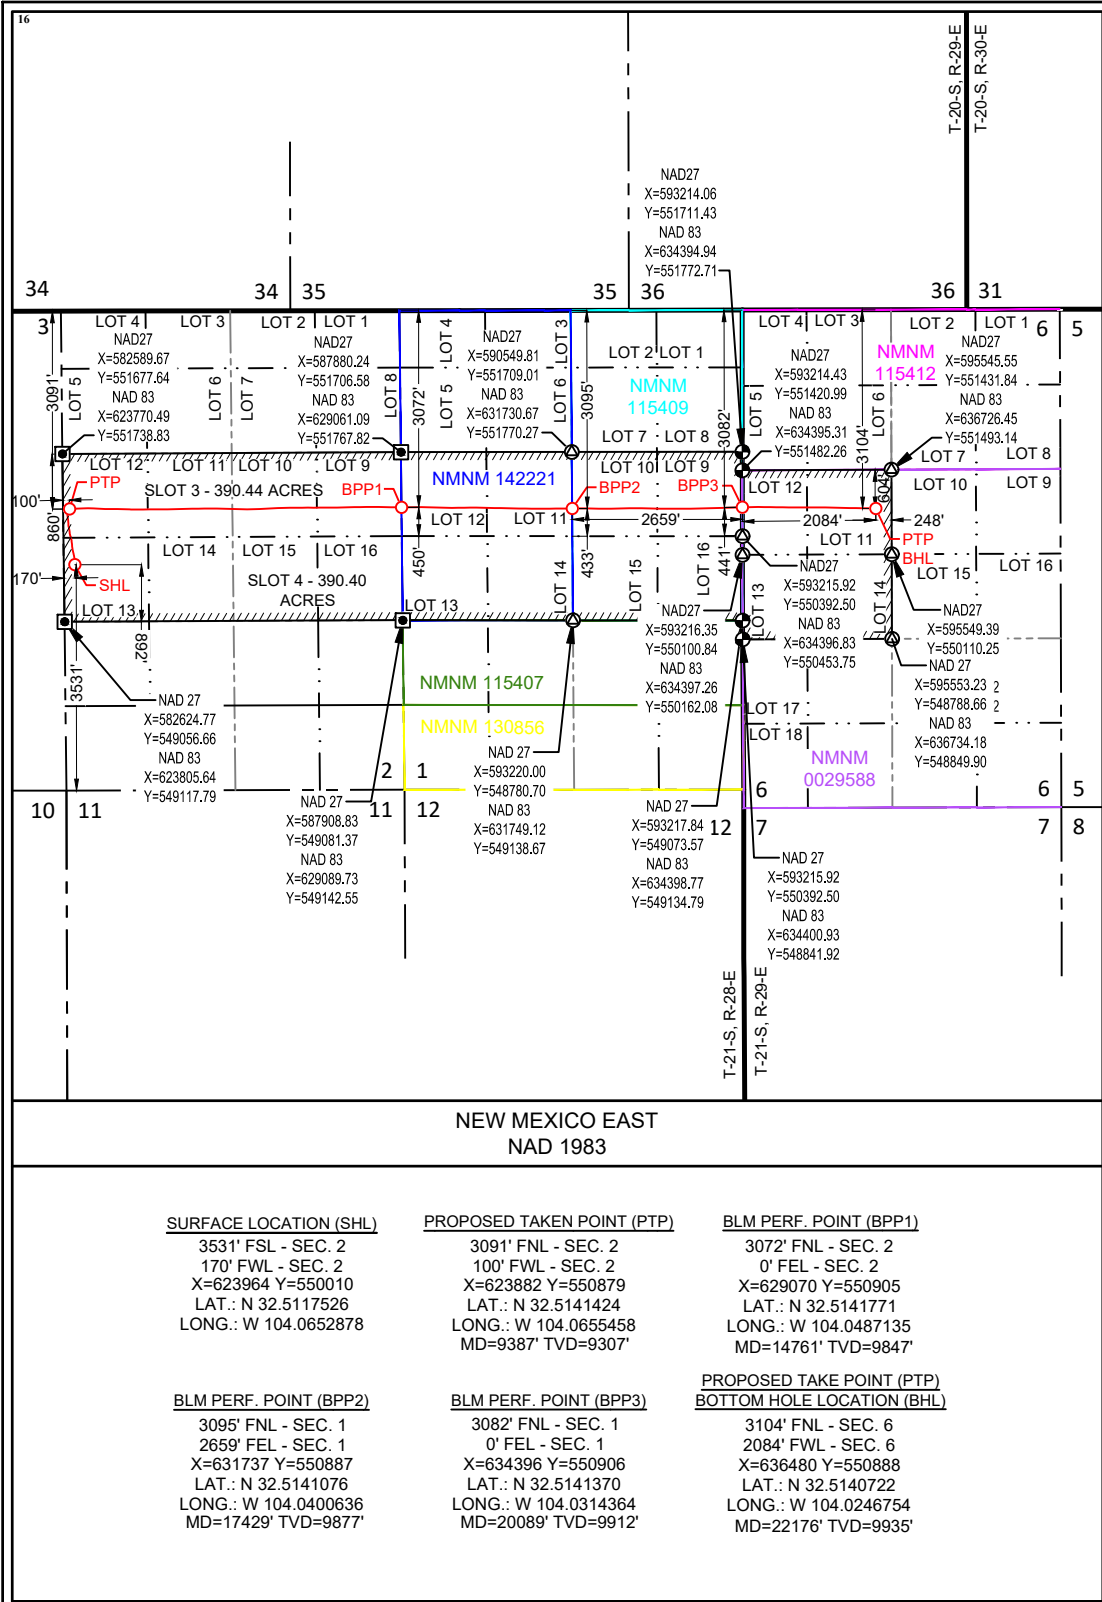 16
T-20-S, R-29-E
T-20-S, R-30-E
NAD27
X=593214.06
Y=551711.43
NAD 83
X=634394.94
Y=551772.71
34
34
35
35
36
36
31
3
LOT 4
LOT 3
LOT 2
LOT 1
LOT 4
LOT 3
LOT 2
LOT 1
LOT 4
LOT 3
LOT 2
LOT 1
6
5
3091'
LOT 5
NAD27
X=582589.67
Y=551677.64
NAD 83
X=623770.49
Y=551738.83
LOT 6
LOT 7
NAD27
X=587880.24
Y=551706.58
NAD 83
X=629061.09
Y=551767.82
LOT 8
3072'
LOT 5
NAD27
X=590549.81
Y=551709.01
NAD 83
X=631730.67
Y=551770.27
LOT 6
3095'
NMNM
115409
LOT 7
LOT 8
3082'
LOT 5
NAD27
X=593214.43
Y=551420.99
NAD 83
X=634395.31
Y=551482.26
3104'
LOT 6
NMNM
115412
NAD27
X=595545.55
Y=551431.84
NAD 83
X=636726.45
Y=551493.14
LOT 7
LOT 8
LOT 12
LOT 11
LOT 10
LOT 9
NMNM 142221
LOT 10
LOT 9
LOT 12
604'
LOT 10
LOT 9
100'
PTP
SLOT 3 - 390.44 ACRES
BPP1
BPP2
BPP3
860'
LOT 12
LOT 11
2659'
2084'
248'
LOT 11
PTP
BHL
LOT 14
LOT 15
LOT 16
450'
433'
LOT 16
441'
LOT 15
LOT 16
170'
SHL
SLOT 4 - 390.40
ACRES
LOT 13
LOT 13
LOT 14
LOT 15
LOT 13
LOT 14
892'
3531'
NAD27
X=593216.35
Y=550100.84
NAD 83
X=634397.26
Y=550162.08
NAD27
X=593215.92
Y=550392.50
NAD 83
X=634396.83
Y=550453.75
NAD27
X=595549.39
Y=550110.25
NAD 27
X=595553.23
2
Y=548788.66
2
NAD 83
X=636734.18
Y=548849.90
NMNM 115407
NMNM 130856
LOT 17
LOT 18
NMNM
0029588
NAD 27
X=582624.77
Y=549056.66
NAD 83
X=623805.64
Y=549117.79
NAD 27
X=593220.00
Y=548780.70
NAD 83
X=631749.12
Y=549138.67
2
1
10
11
11
12
12
6
7
6
5
7
8
NAD 27
X=587908.83
Y=549081.37
NAD 83
X=629089.73
Y=549142.55
NAD 27
X=593217.84
Y=549073.57
NAD 83
X=634398.77
Y=549134.79
NAD 27
X=593215.92
Y=550392.50
NAD 83
X=634400.93
Y=548841.92
T-21-S, R-28-E
T-21-S, R-29-E
NEW MEXICO EAST
NAD 1983
SURFACE LOCATION (SHL)
3531' FSL - SEC. 2
170' FWL - SEC. 2
X=623964 Y=550010
LAT.: N 32.5117526
LONG.: W 104.0652878
PROPOSED TAKEN POINT (PTP)
3091' FNL - SEC. 2
100' FWL - SEC. 2
X=623882 Y=550879
LAT.: N 32.5141424
LONG.: W 104.0655458
MD=9387' TVD=9307'
BLM PERF. POINT (BPP1)
3072' FNL - SEC. 2
0' FEL - SEC. 2
X=629070 Y=550905
LAT.: N 32.5141771
LONG.: W 104.0487135
MD=14761' TVD=9847'
BLM PERF. POINT (BPP2)
3095' FNL - SEC. 1
2659' FEL - SEC. 1
X=631737 Y=550887
LAT.: N 32.5141076
LONG.: W 104.0400636
MD=17429' TVD=9877'
BLM PERF. POINT (BPP3)
3082' FNL - SEC. 1
0' FEL - SEC. 1
X=634396 Y=550906
LAT.: N 32.5141370
LONG.: W 104.0314364
MD=20089' TVD=9912'
PROPOSED TAKE POINT (PTP)
BOTTOM HOLE LOCATION (BHL)
3104' FNL - SEC. 6
2084' FWL - SEC. 6
X=636480 Y=550888
LAT.: N 32.5140722
LONG.: W 104.0246754
MD=22176' TVD=9935'